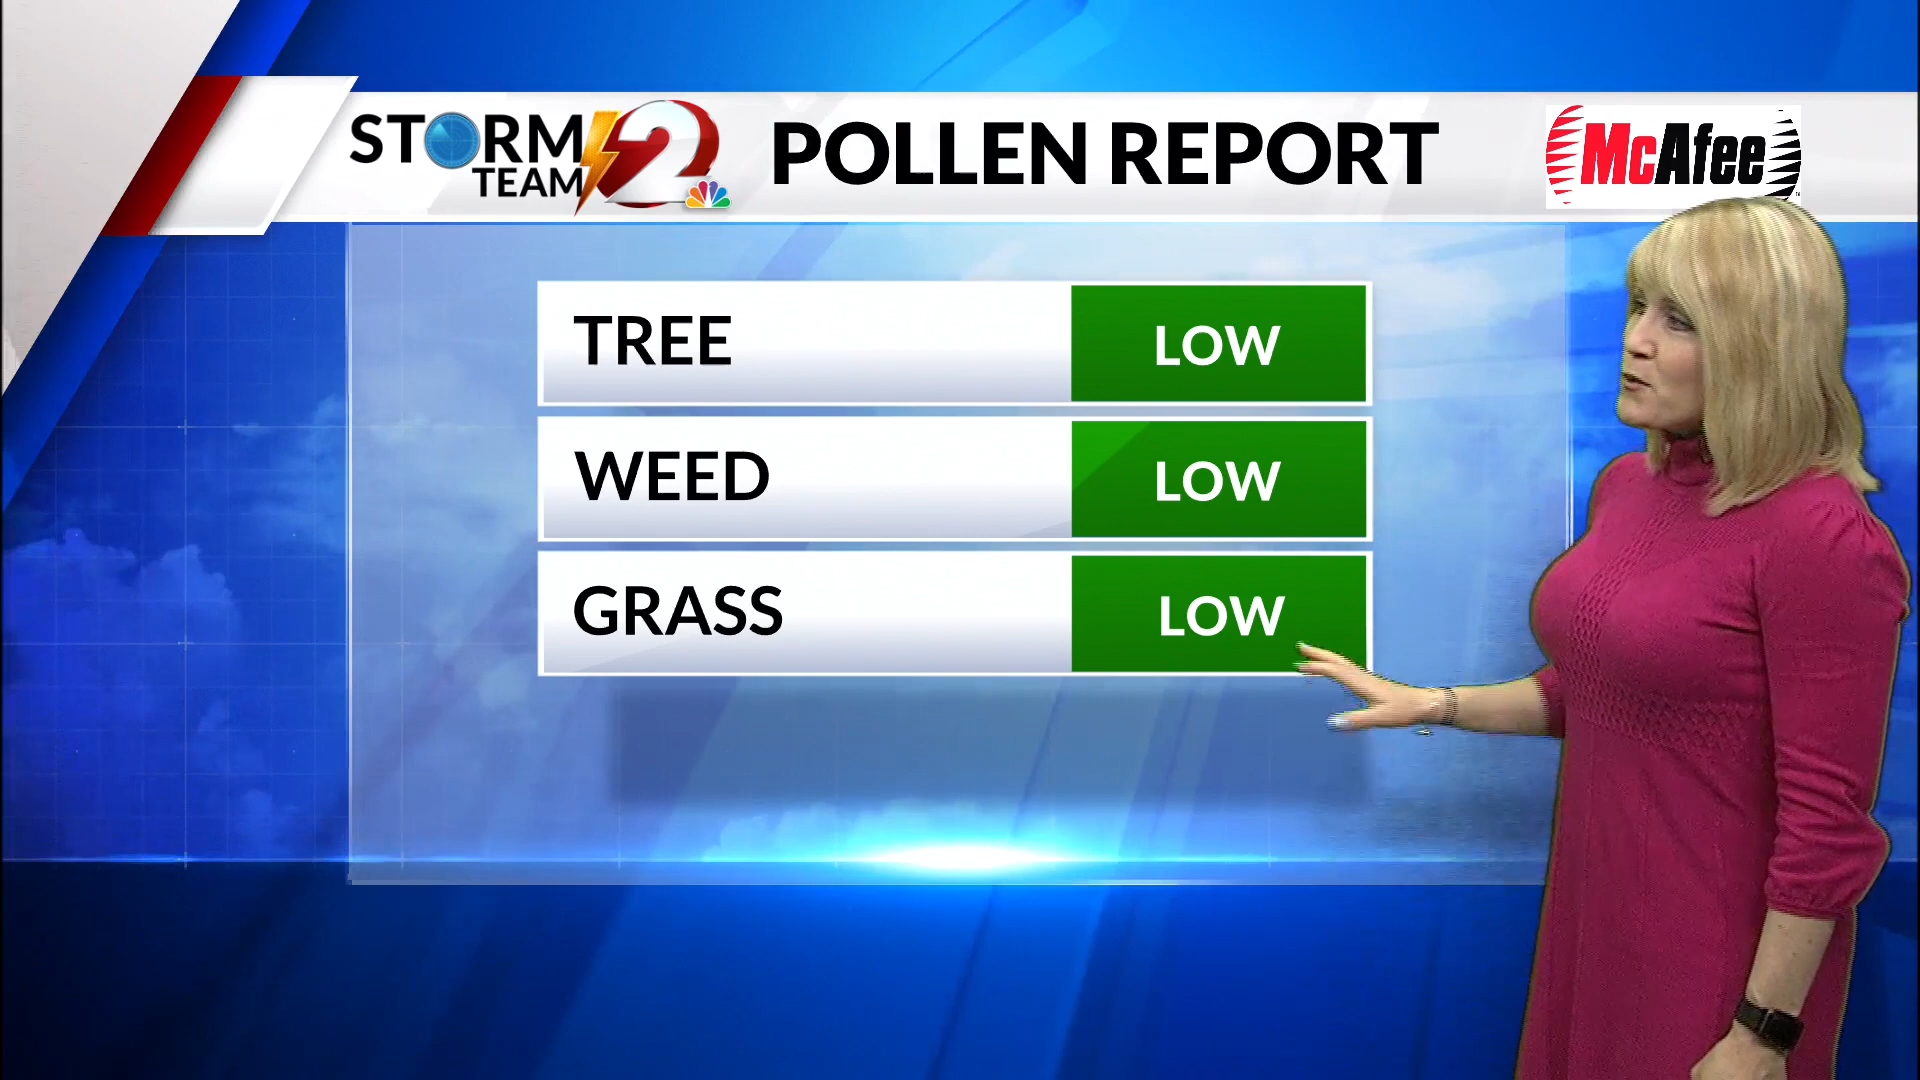 STORM
TEAM
2
POLLEN REPORT
McAfee
TREE
LOW
WEED
LOW
GRASS
LOW